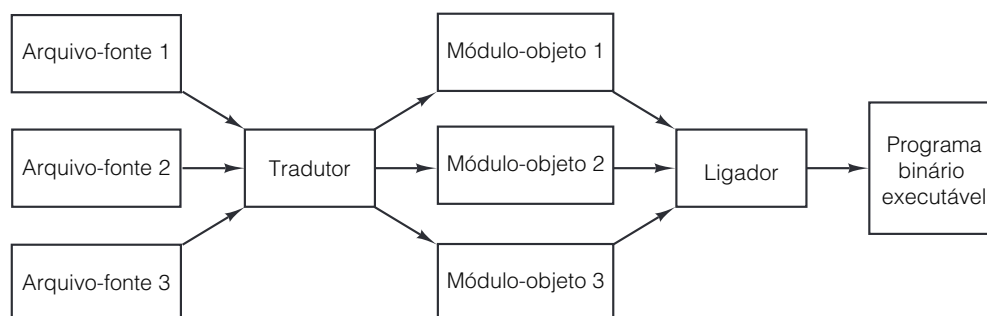 Arquivo-fonte 1
Arquivo-fonte 2
Arquivo-fonte 3
Tradutor
Módulo-objeto 1
Módulo-objeto 2
Módulo-objeto 3
Ligador
Programa
binário
executável